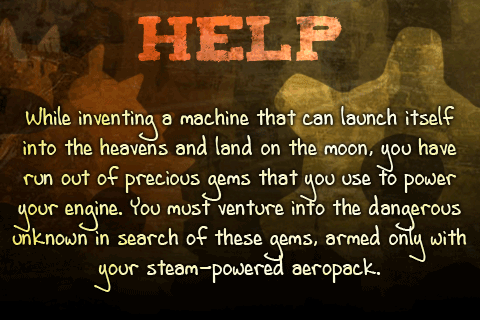 HELP
While inventing a machine that can launch itself
into the heavens and land on the moon, you have
run out of precious gems that you use to power
your engine. You must venture into the dangerous
unknown in search of these gems, armed only with
your steam-powered aeropack.